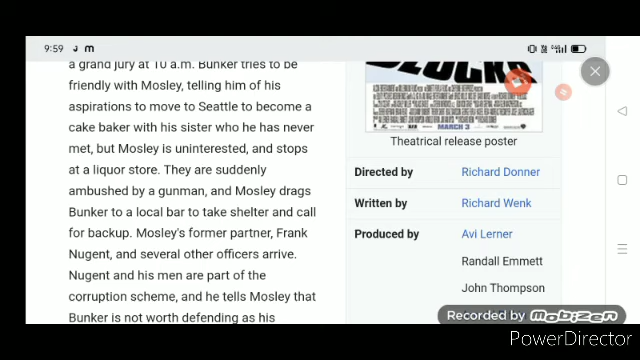 9:59
a grand jury at 10 a.m. Bunker tries to
friendly with Mosley, telling him of his
aspirations to move to Seattle to become a
cake baker with his sister who he has never
met, but Mosley is uninterested, and stops
at a liquor store. They are suddenly
ambushed by a gunman, and Mosley drags
Bunker to a local bar to take shelter and call
for backup. Mosley's former partner, Frank
Nugent, and several other officers arrive.
Nugent and his men are part of the
corruption scheme, and he tells Mosley that
Bunker is not worth defending as his
BLOCKS
MARCH 3
Theatrical release poster
Directed by Richard Donner
Written by Richard Wenk
Produced by Avi Lerner
Randall Emmett
John Thompson
Recorded by Mobizen
PowerDirector